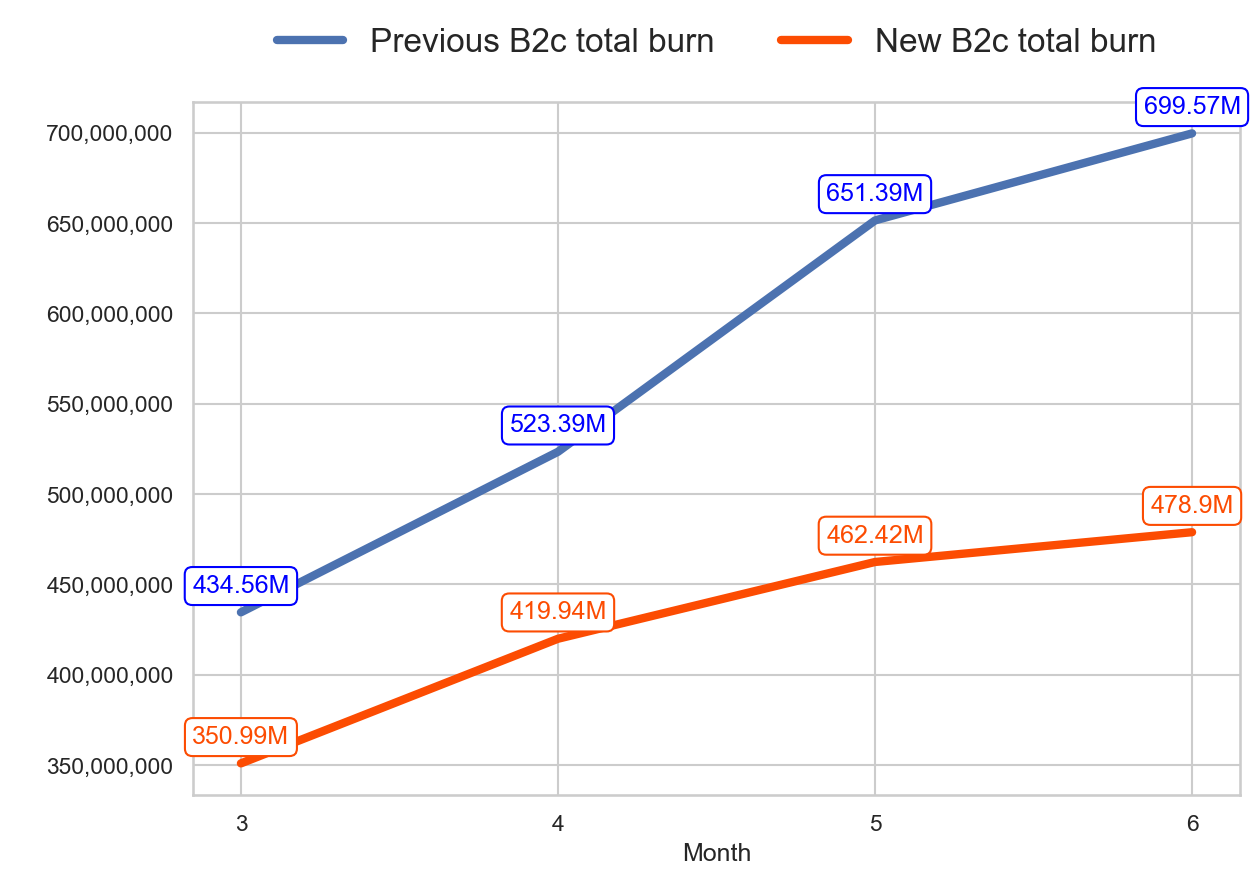 Previous B2c total burn
New B2c total burn
699.57M
700,000,000
651.39M
650,000,000
600,000,000
550,000,000
523.39M
500,000,000
478.9M
462.42M
450,000,000
434.56M
419.94M
400,000,000
350.99M
350,000,000
3
4
5
6
Month